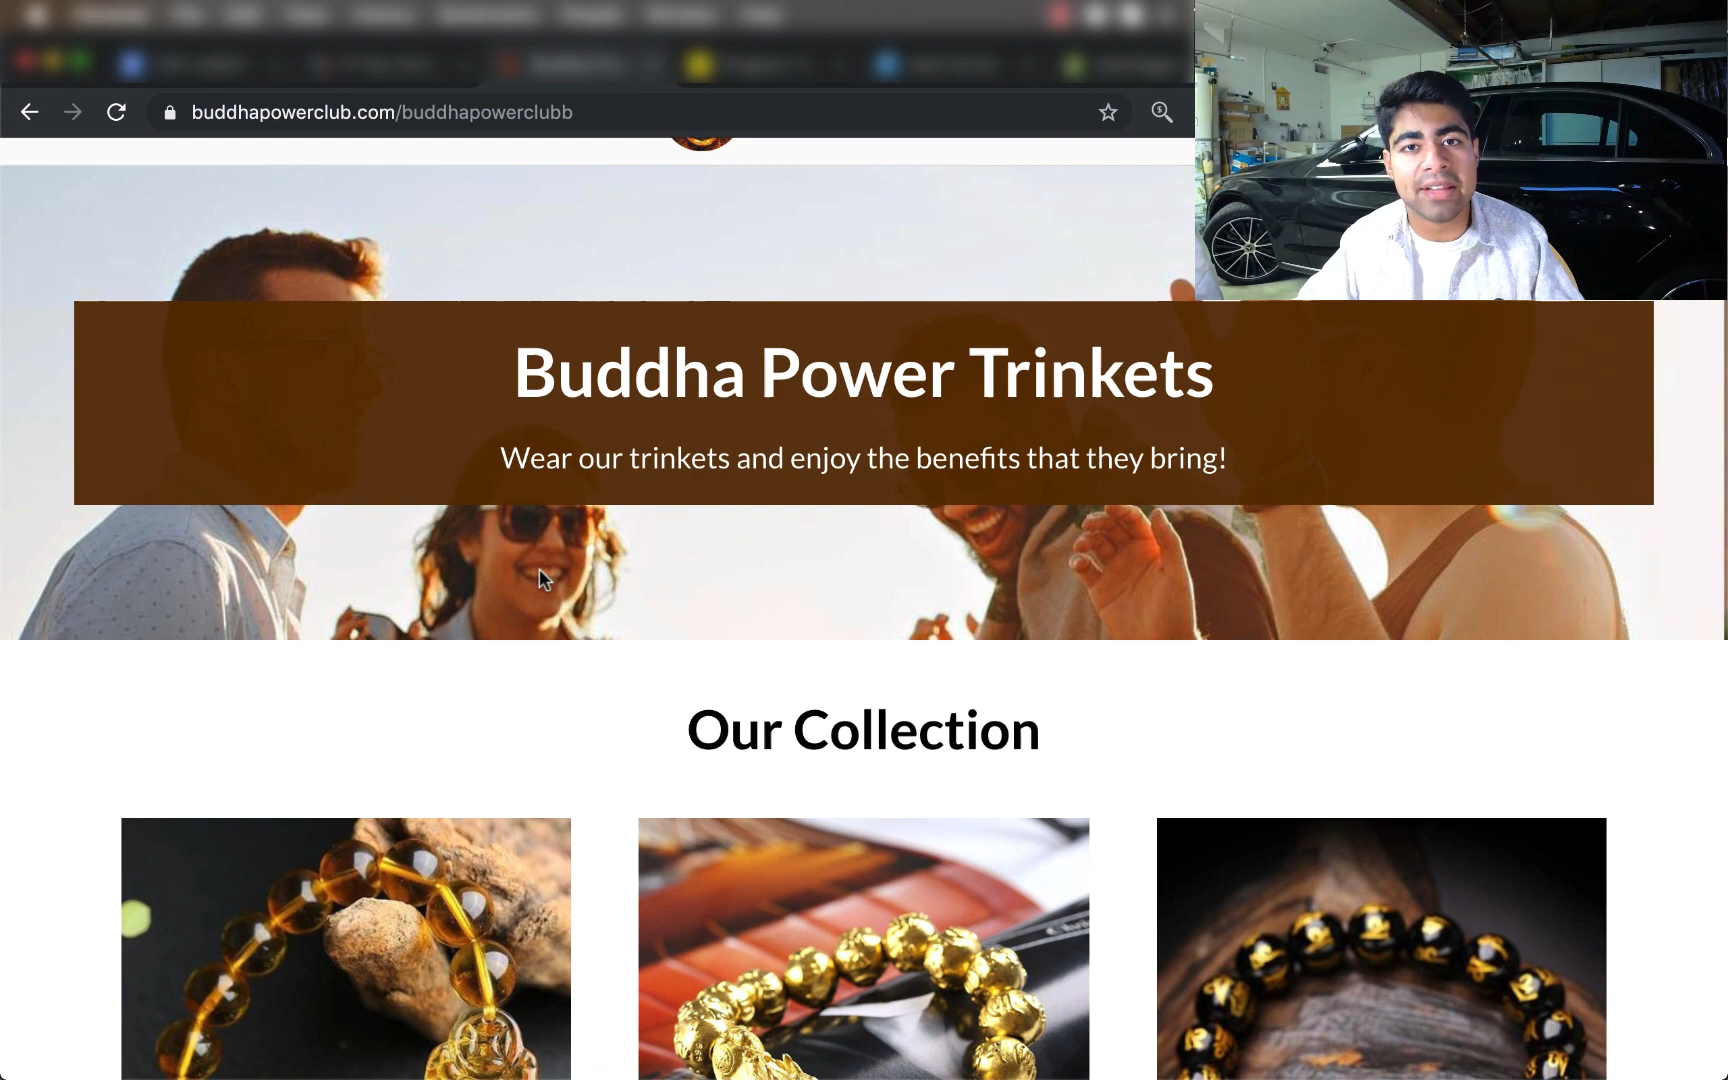 buddhapowerclub.com/buddhapowerclubb
Buddha Power Trinkets
Wear our trinkets and enjoy the benefits that they bring!
Our Collection